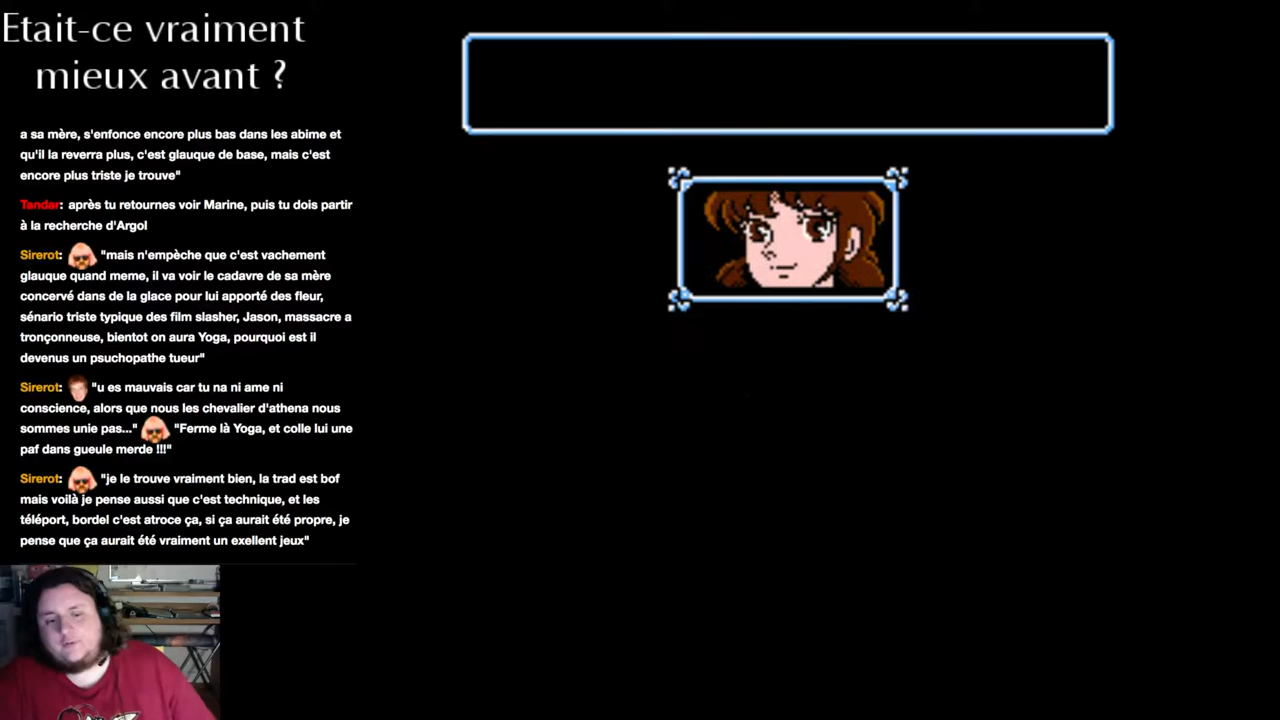 Etait-ce vraiment
mieux avant ?
a sa mère, s'enfonce encore plus bas dans les abime et
qu'il la reverra plus, c'est glauque de base, mais c'est
encore plus triste je trouve"
Tandar: après tu retournes voir Marine, puis tu dois partir
à la recherche d'Argol
Sirerot: "mais n'empèche que c'est vachement
glauque quand meme, il va voir le cadavre de sa mère
concervé dans de la glace pour lui apporté des fleur,
sénario triste typique des film slasher, Jason, massacre a
tronçonneuse, bientot on aura Yoga, pourquoi est il
devenus un psuchopathe tueur"
Sirerot: "u es mauvais car tu na ni ame ni
conscience, alors que nous les chevalier d'athena nous
sommes unie pas..." "Ferme là Yoga, et colle lui une
paf dans gueule merde !!!"
Sirerot: "je le trouve vraiment bien, la trad est bof
mais voilà je pense aussi que c'est technique, et les
téléport, bordel c'est atroce ça, si ça aurait été propre, je
pense que ça aurait été vraiment un exellent jeux"